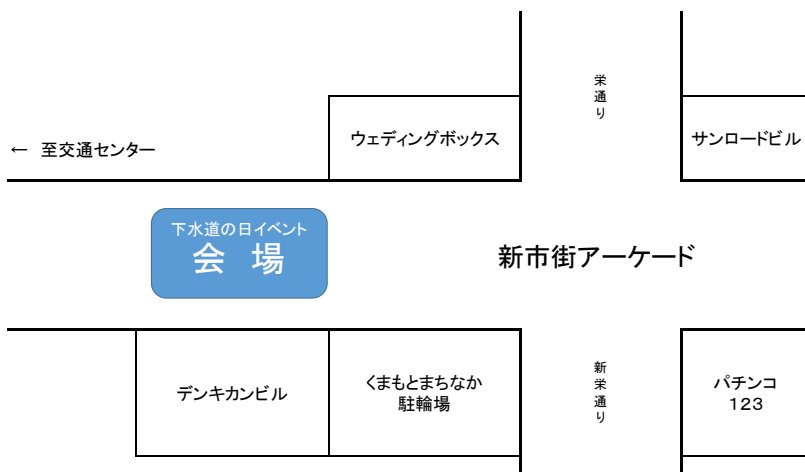 栄通り
ウェディングボックス
サンロードビル
← 至交通センター
下水道の日イベント
会 場
新市街アーケード
デンキカンビル
くまもとまちなか
駐輪場
新栄通り
パチンコ
１２３